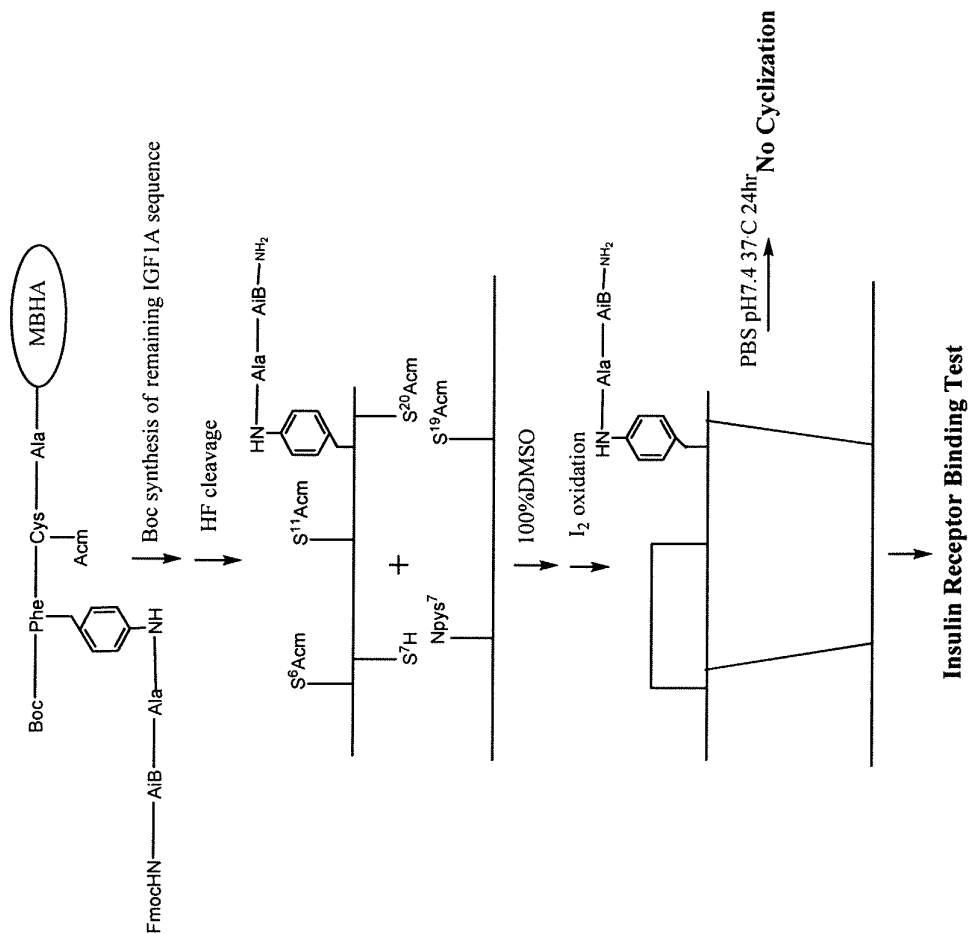 Boc—Phe—Cys—Ala—MBHA
Acm
FmocHN—AiB—Ala—NH
Boc synthesis of remaining IGF1A sequence
HF cleavage
HN—Ala—AiB—NH₂
S⁶Acm
S¹¹Acm
S⁷H
S²⁰Acm
+
Npys⁷
S¹⁹Acm
100%DMSO
I₂ oxidation
HN—Ala—AiB—NH₂
PBS pH7.4 37·C 24hr
No Cyclization
Insulin Receptor Binding Test